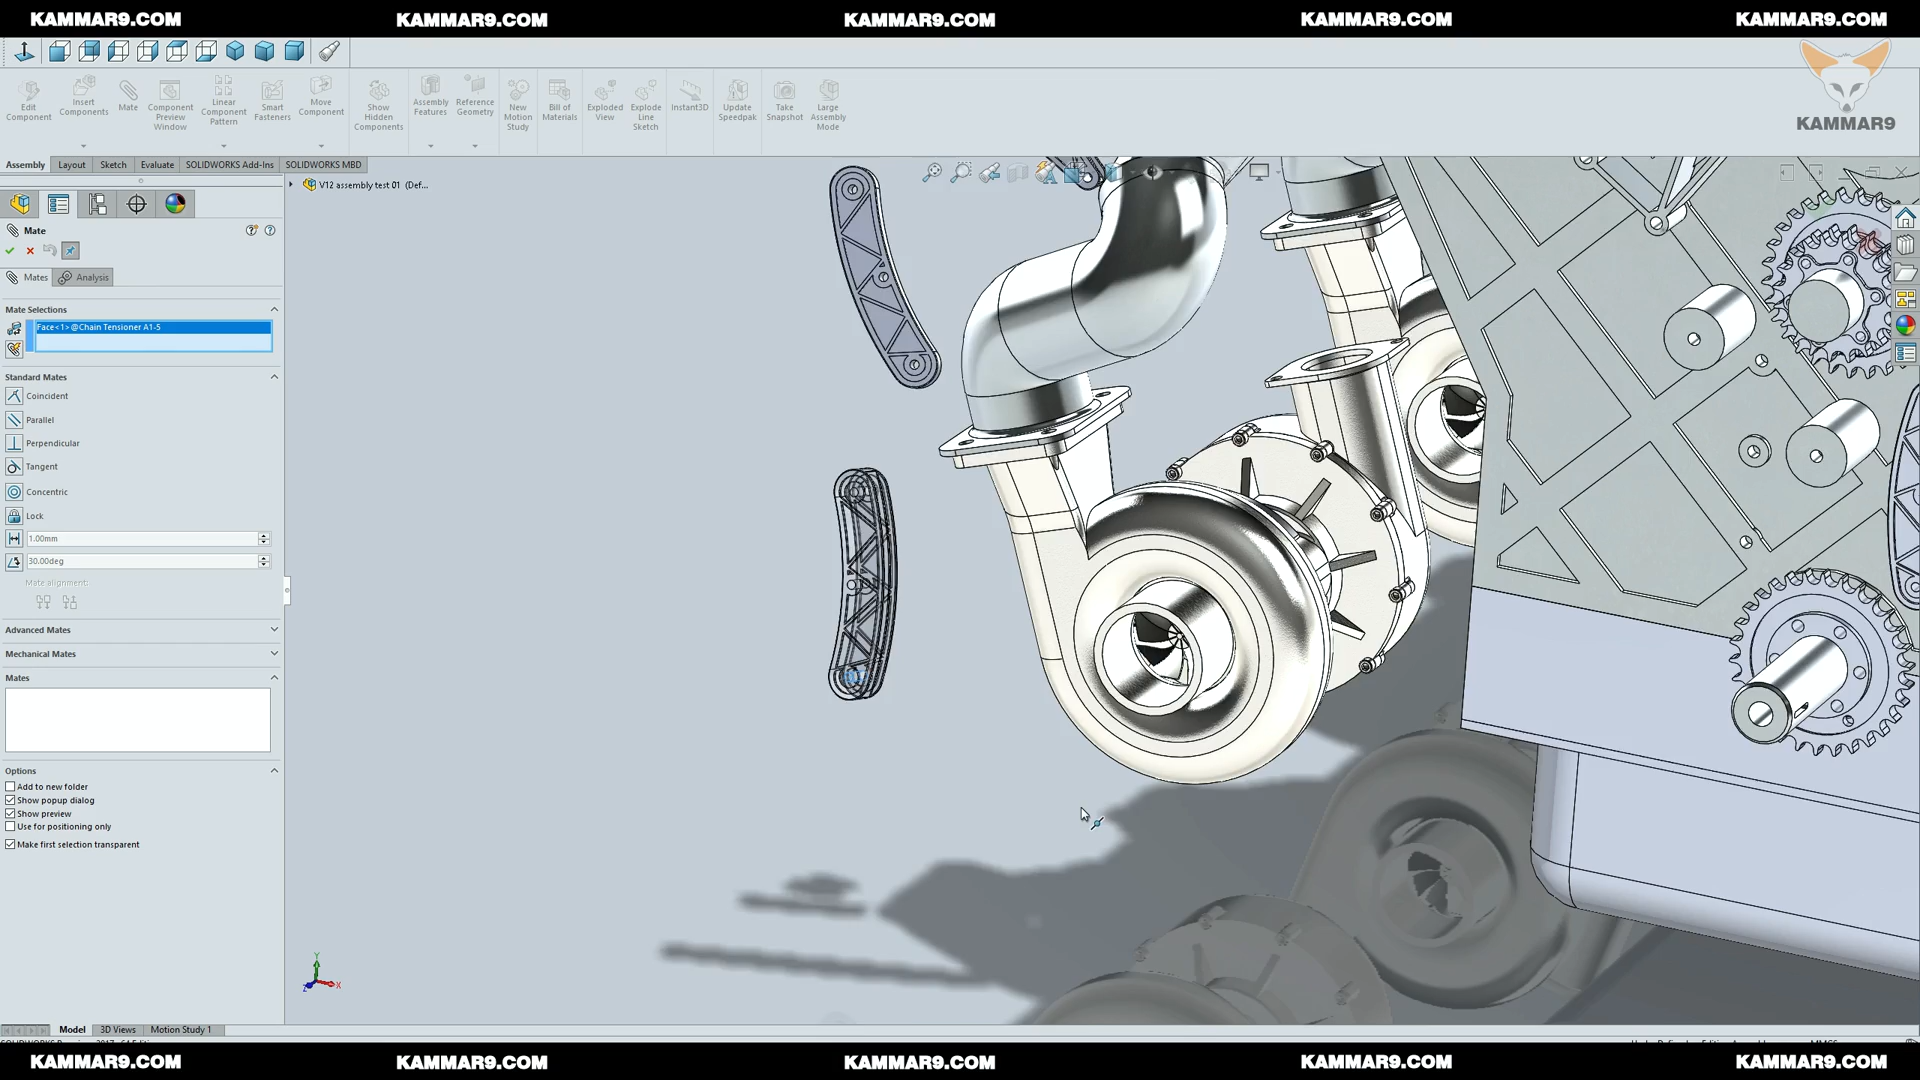 KAMMAR9.COM KAMMAR9.COM KAMMAR9.COM KAMMAR9.COM KAMMAR9.COM
KAMMAR9
Edit Component
Insert Components
Mate
Component Preview Window
Linear Component Pattern
Smart Fasteners
Move Component
Show Hidden Components
Assembly Features
Reference Geometry
New Motion Study
Bill of Materials
Exploded View
Explode Line Sketch
Instant3D
Update Speedpak
Take Snapshot
Large Assembly Mode
Assembly Layout Sketch Evaluate SOLIDWORKS Add-Ins SOLIDWORKS MBD
V12 assembly test 01 (Def...
Mate
Mates Analysis
Mate Selections
Face<1>@Chain Tensioner A1-5
Standard Mates
Coincident
Parallel
Perpendicular
Tangent
Concentric
Lock
1.00mm
30.00deg
Mate alignment:
Advanced Mates
Mechanical Mates
Mates
Options
Add to new folder
Show popup dialog
Show preview
Use for positioning only
Make first selection transparent
Y
X
Z
Model 3D Views Motion Study 1
KAMMAR9.COM KAMMAR9.COM KAMMAR9.COM KAMMAR9.COM KAMMAR9.COM